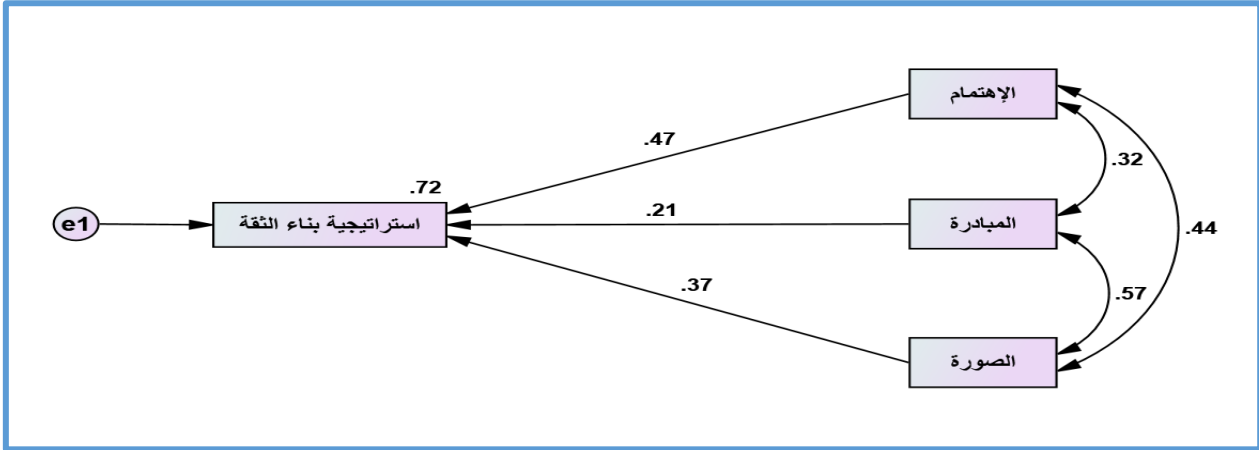 الإهتمام
.47
.32
.72
e1
استراتيجية بناء الثقة
.21
المبادرة
.44
.37
.57
الصورة